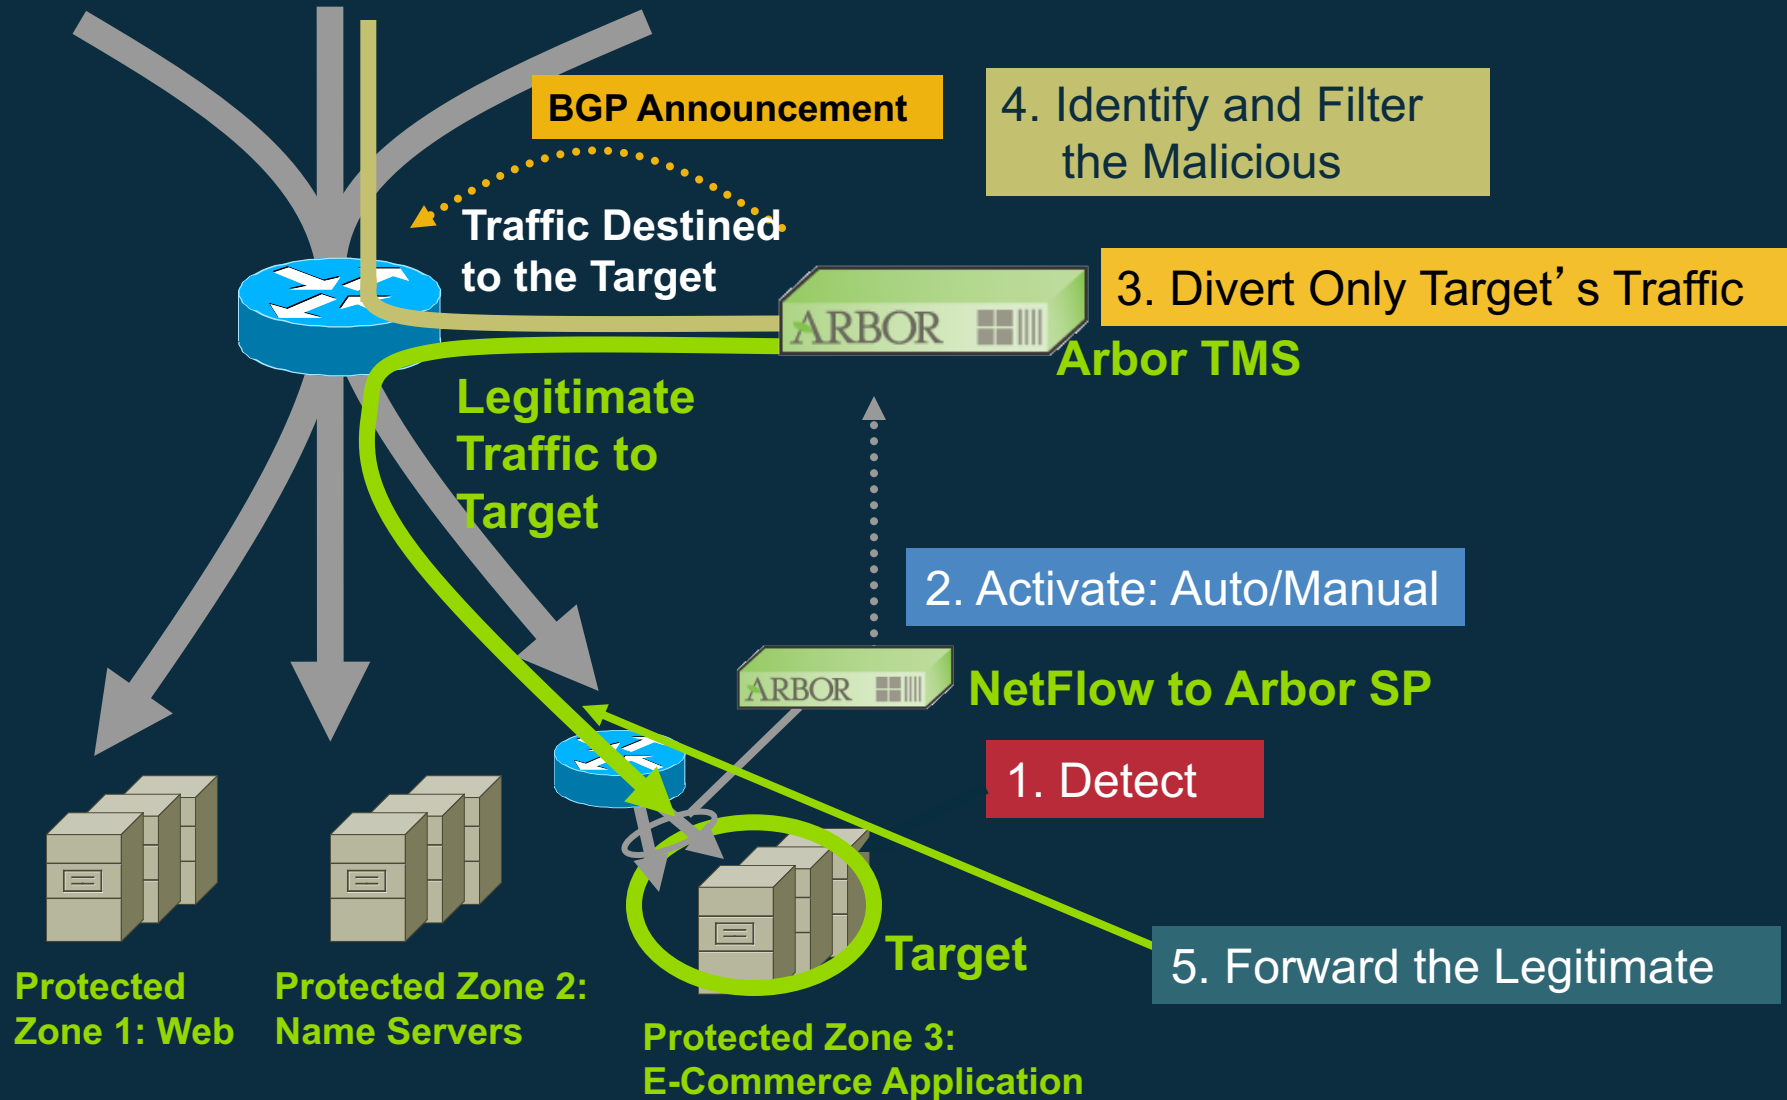 BGP Announcement
4. Identify and Filter
the Malicious
Traffic Destined
to the Target
3. Divert Only Target’s Traffic
ARBOR
Arbor TMS
Legitimate
Traffic to
Target
2. Activate: Auto/Manual
ARBOR
NetFlow to Arbor SP
1. Detect
Target
5. Forward the Legitimate
Protected
Zone 1: Web
Protected Zone 2:
Name Servers
Protected Zone 3:
E-Commerce Application